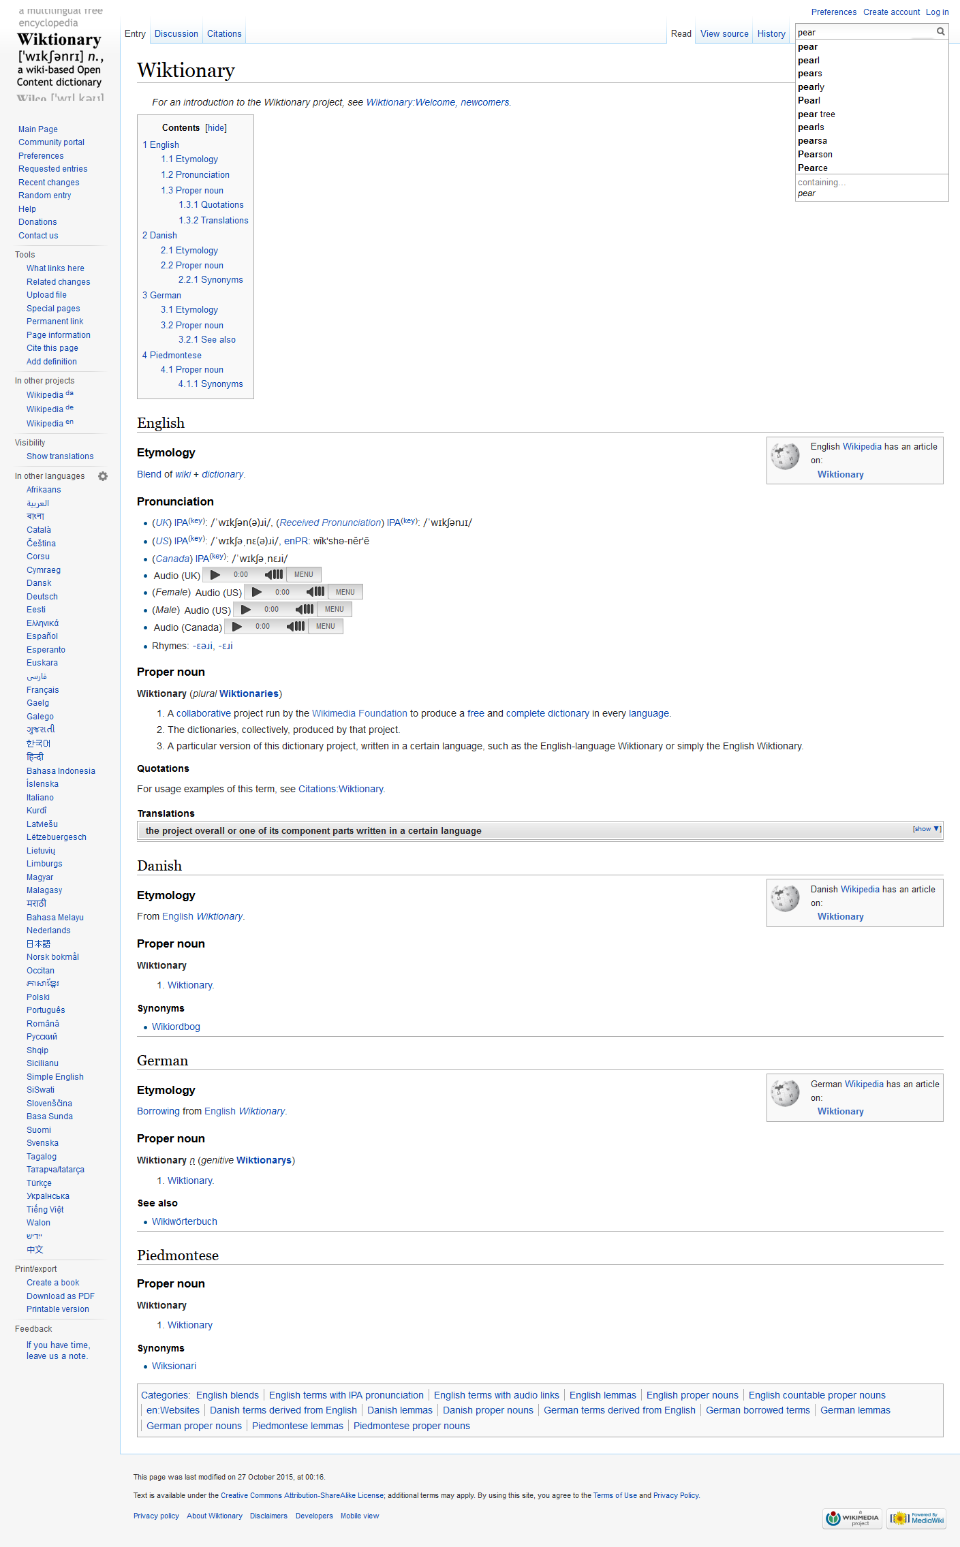 a multilingual free
encyclopedia
Wiktionary
['wɪkʃənrɪ] n.,
a wiki-based Open
Content dictionary
Wilco ['wɪl kəʊ]
Preferences Create account Log in
Entry Discussion Citations Read View source History pear
pear
pearl
pears
pearly
Pearl
pear tree
pearls
pearsa
Pearson
Pearce
containing...
pear
Main Page
Community portal
Preferences
Requested entries
Recent changes
Random entry
Help
Donations
Contact us
Tools
What links here
Related changes
Upload file
Special pages
Permanent link
Page information
Cite this page
Add definition
In other projects
Wikipedia da
Wikipedia de
Wikipedia en
Visibility
Show translations
In other languages
Afrikaans
العربية
বাংলা
Català
Čeština
Corsu
Cymraeg
Dansk
Deutsch
Eesti
Ελληνικά
Español
Esperanto
Euskara
فارسی
Français
Gaeilge
Galego
ગુજરાતી
한국어
हिन्दी
Bahasa Indonesia
Íslenska
Italiano
Kurdî
Latviešu
Lëtzebuergesch
Lietuvių
Limburgs
Magyar
Malagasy
मराठी
Bahasa Melayu
Nederlands
日本語
Norsk bokmål
Occitan
ភាសាខ្មែរ
Polski
Português
Română
Русский
Shqip
Sicilianu
Simple English
SiSwati
Slovenščina
Basa Sunda
Suomi
Svenska
Tagalog
Татарча/tatarça
Türkçe
Українська
Tiếng Việt
Walon
ייִדיש
中文
Print/export
Create a book
Download as PDF
Printable version
Feedback
If you have time,
leave us a note.
Wiktionary
For an introduction to the Wiktionary project, see Wiktionary:Welcome, newcomers.
Contents [hide]
1 English
1.1 Etymology
1.2 Pronunciation
1.3 Proper noun
1.3.1 Quotations
1.3.2 Translations
2 Danish
2.1 Etymology
2.2 Proper noun
2.2.1 Synonyms
3 German
3.1 Etymology
3.2 Proper noun
3.2.1 See also
4 Piedmontese
4.1 Proper noun
4.1.1 Synonyms
English
English Wikipedia has an article
on:
Wiktionary
Etymology
Blend of wiki + dictionary.
Pronunciation
(UK) IPA(key): /ˈwɪkʃən(ə)ɹi/, (Received Pronunciation) IPA(key): /ˈwɪkʃənɹɪ/
(US) IPA(key): /ˈwɪkʃəˌnɛ(ə)ɹi/, enPR: wĭk'shə-nĕr'ē
(Canada) IPA(key): /ˈwɪkʃəˌnɛɹi/
Audio (UK) 0:00 MENU
(Female) Audio (US) 0:00 MENU
(Male) Audio (US) 0:00 MENU
Audio (Canada) 0:00 MENU
Rhymes: -ɛəɹi, -ɛɹi
Proper noun
Wiktionary (plural Wiktionaries)
1. A collaborative project run by the Wikimedia Foundation to produce a free and complete dictionary in every language.
2. The dictionaries, collectively, produced by that project.
3. A particular version of this dictionary project, written in a certain language, such as the English-language Wiktionary or simply the English Wiktionary.
Quotations
For usage examples of this term, see Citations:Wiktionary.
Translations
the project overall or one of its component parts written in a certain language [show ▼]
Danish
Danish Wikipedia has an article
on:
Wiktionary
Etymology
From English Wiktionary.
Proper noun
Wiktionary
1. Wiktionary.
Synonyms
Wikiordbog
German
German Wikipedia has an article
on:
Wiktionary
Etymology
Borrowing from English Wiktionary.
Proper noun
Wiktionary n (genitive Wiktionarys)
1. Wiktionary.
See also
Wikiwörterbuch
Piedmontese
Proper noun
Wiktionary
1. Wiktionary
Synonyms
Wiksionari
Categories: English blends | English terms with IPA pronunciation | English terms with audio links | English lemmas | English proper nouns | English countable proper nouns
| en:Websites | Danish terms derived from English | Danish lemmas | Danish proper nouns | German terms derived from English | German borrowed terms | German lemmas
| German proper nouns | Piedmontese lemmas | Piedmontese proper nouns
This page was last modified on 27 October 2015, at 00:16.
Text is available under the Creative Commons Attribution-ShareAlike License; additional terms may apply. By using this site, you agree to the Terms of Use and Privacy Policy.
Privacy policy About Wiktionary Disclaimers Developers Mobile view
A WIKIMEDIA project
Powered By MediaWiki